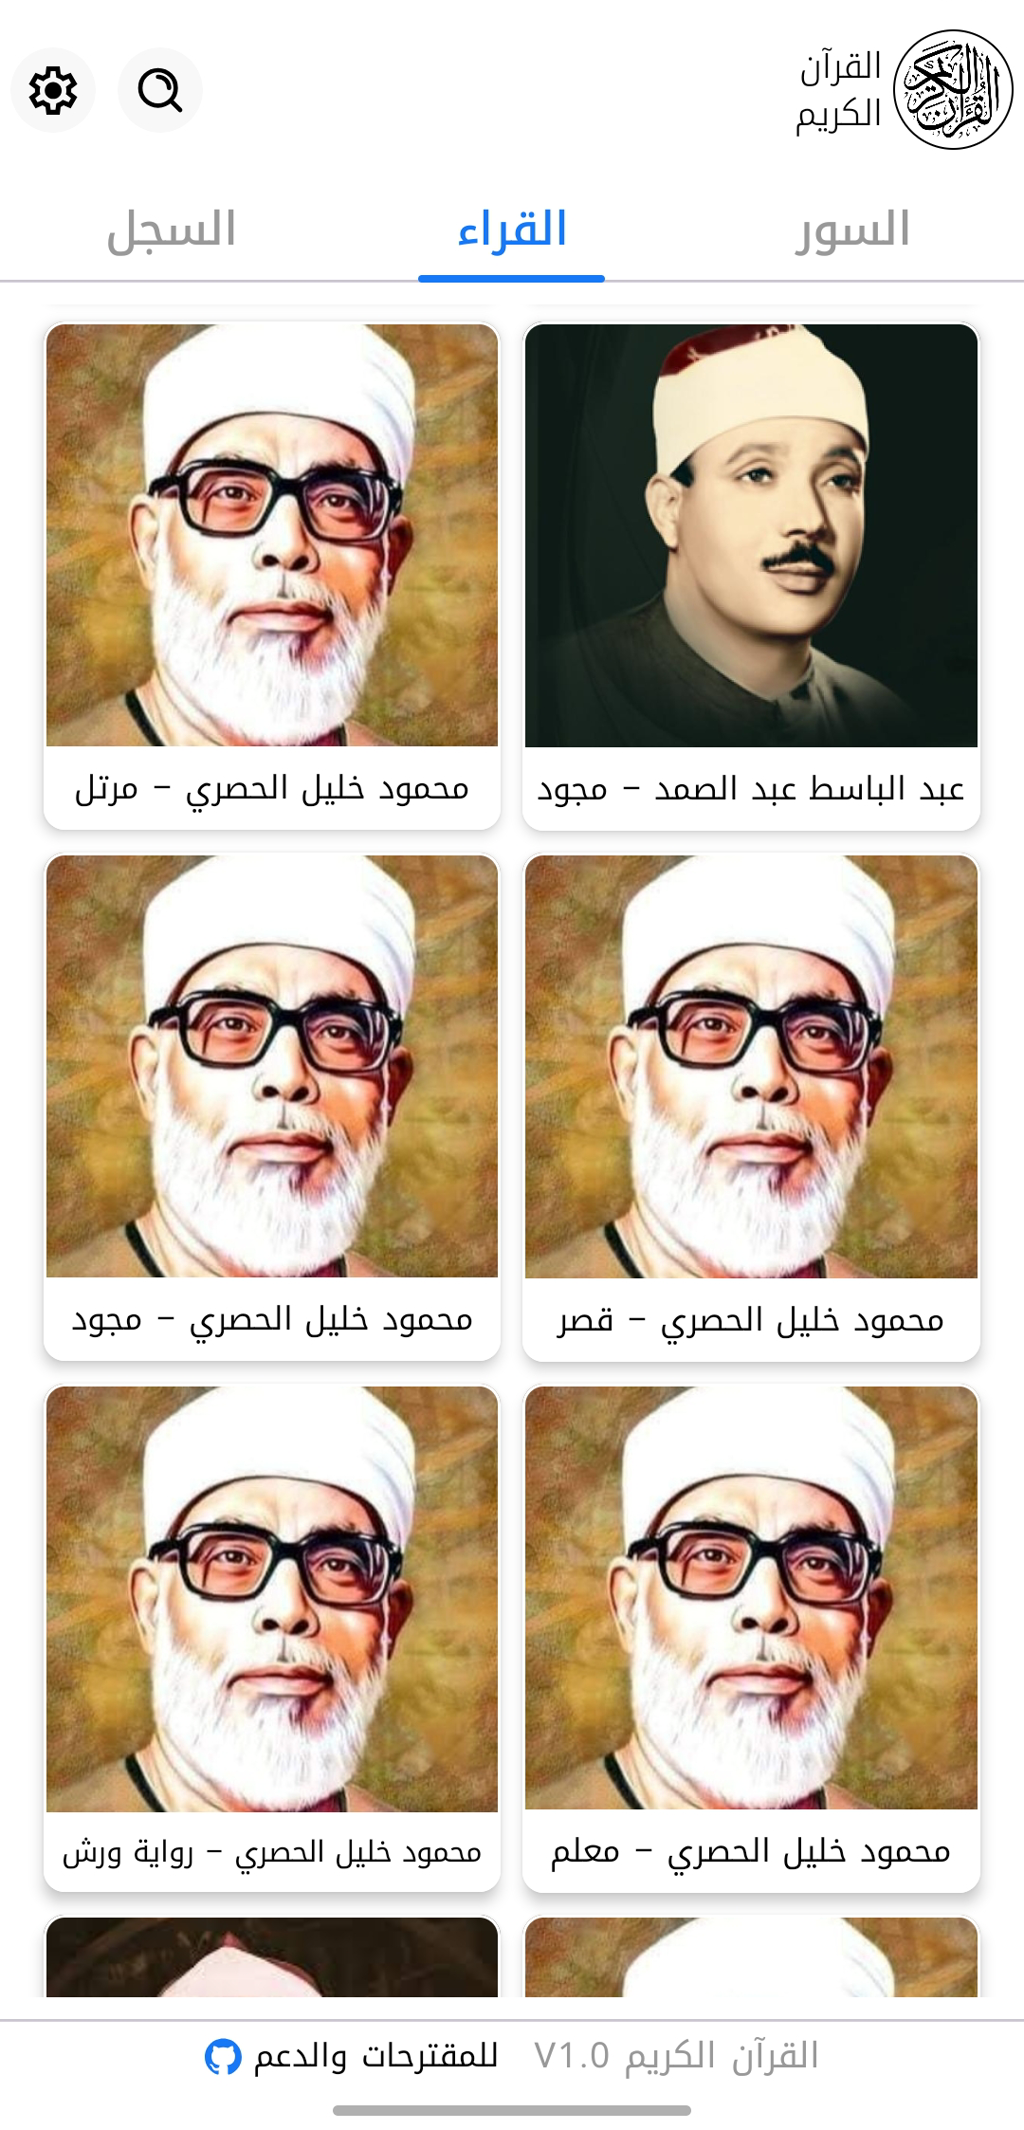 القرآن
الكريم
السور
القراء
السجل
عبد الباسط عبد الصمد - مجود
محمود خليل الحصري - مرتل
محمود خليل الحصري - قصر
محمود خليل الحصري - مجود
محمود خليل الحصري - معلم
محمود خليل الحصري - رواية ورش
القرآن الكريم V1.0
للمقترحات والدعم